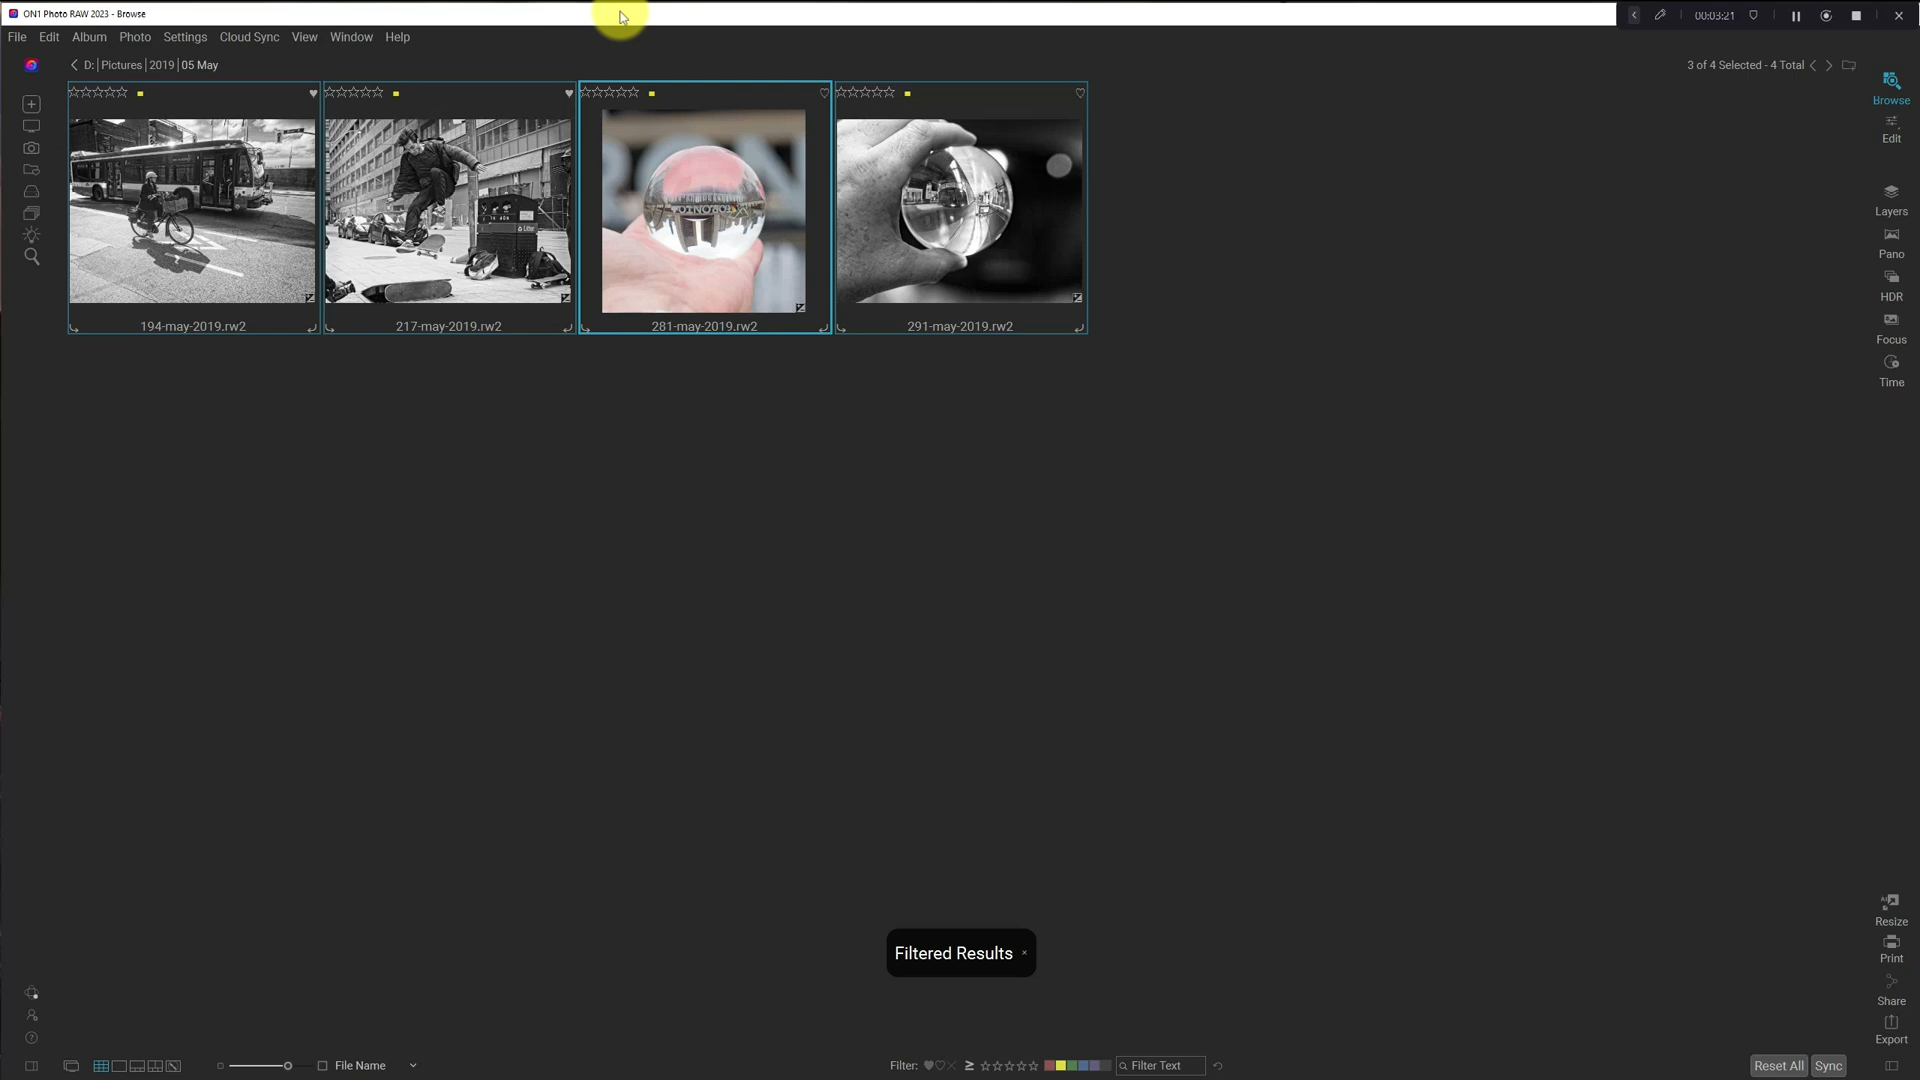 ON1 Photo RAW 2023 - Browse
00:03:21
File Edit Album Photo Settings Cloud Sync View Window Help
D: Pictures 2019 05 May
3 of 4 Selected - 4 Total
Browse
Edit
Layers
Pano
HDR
Focus
Time
194-may-2019.rw2
217-may-2019.rw2
281-may-2019.rw2
291-may-2019.rw2
Filtered Results ×
Resize
Print
Share
Export
File Name
Filter:
Filter Text
Reset All
Sync